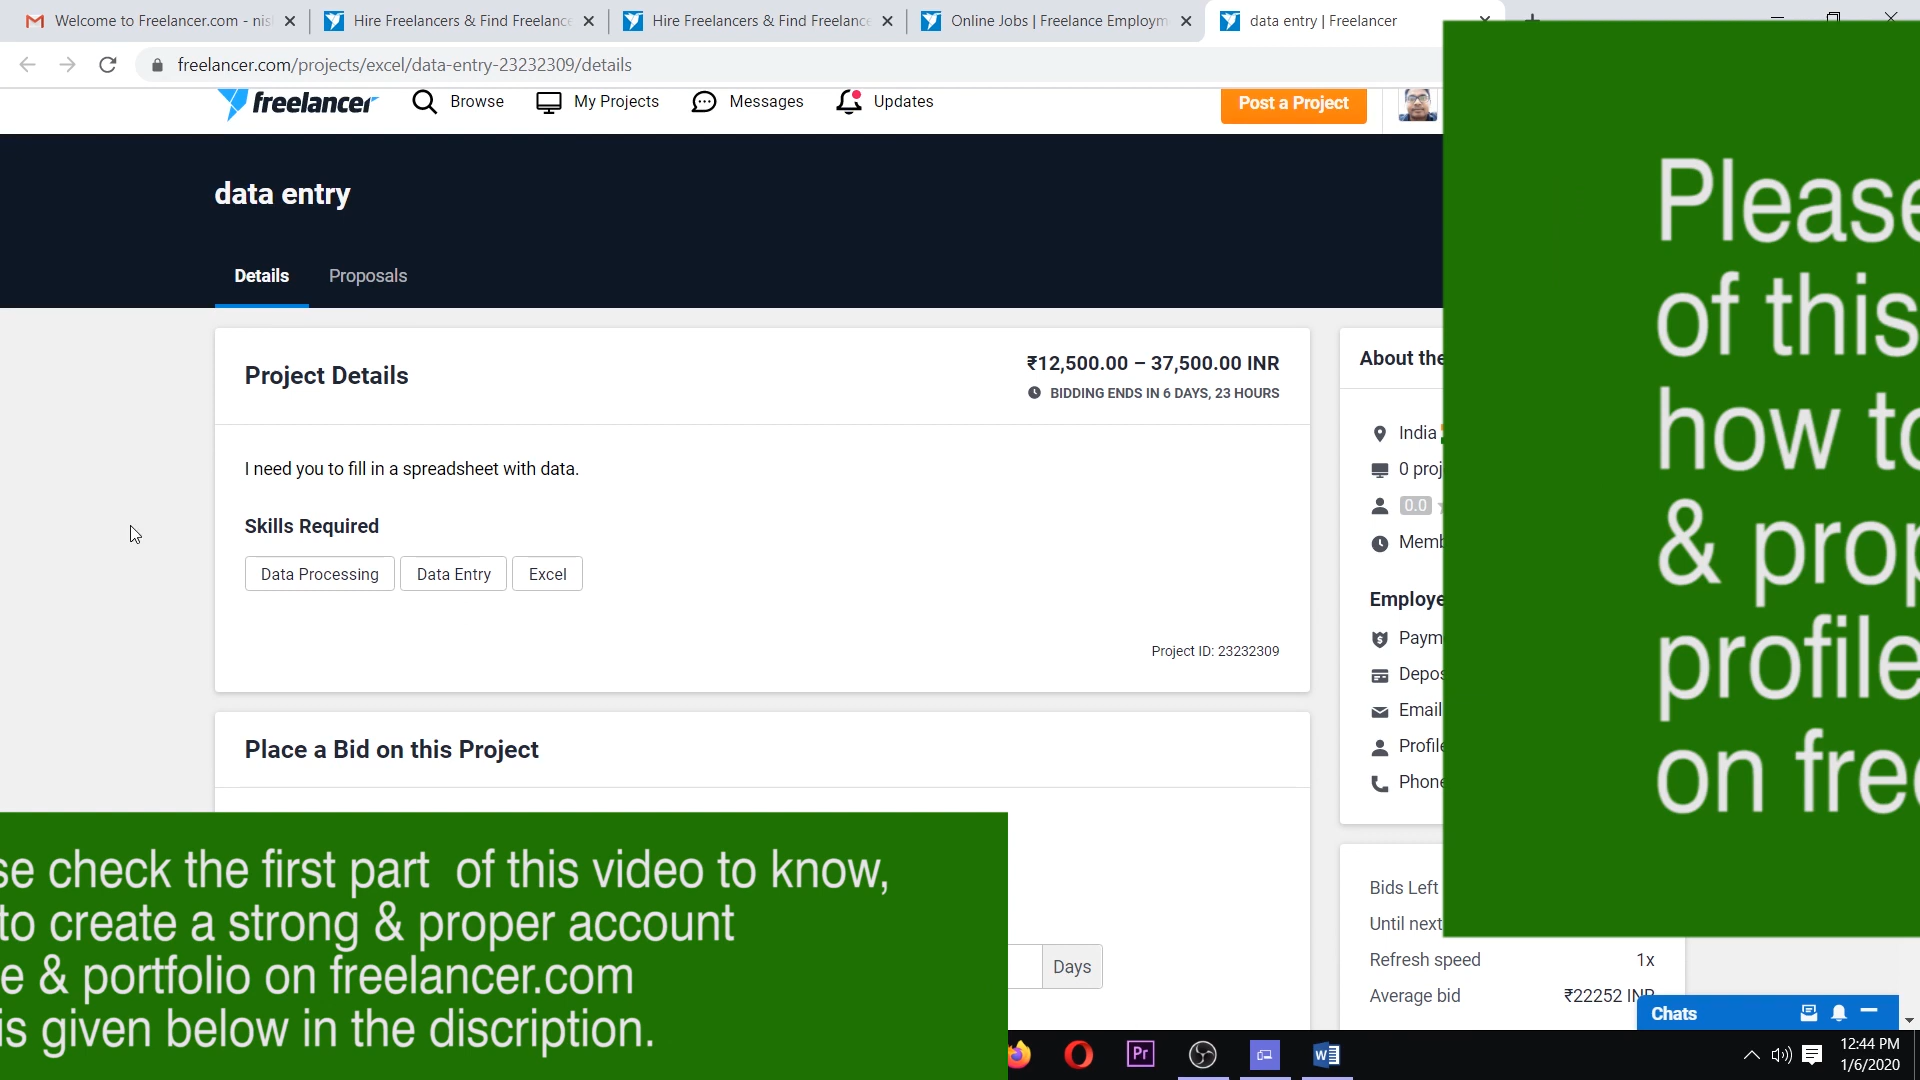 Welcome to Freelancer.com - nis
Hire Freelancers & Find Freelance
Hire Freelancers & Find Freelance
Online Jobs | Freelance Employm
data entry | Freelancer
freelancer.com/projects/excel/data-entry-23232309/details
freelancer
Browse
My Projects
Messages
Updates
Post a Project
data entry
Details
Proposals
Project Details
₹12,500.00 – 37,500.00 INR
BIDDING ENDS IN 6 DAYS, 23 HOURS
I need you to fill in a spreadsheet with data.
Skills Required
Data Processing
Data Entry
Excel
Project ID: 23232309
Place a Bid on this Project
Days
About the
India
0 proj
0.0
Memb
Employe
Paym
Depos
Email
Profile
Phone
Bids Left
Until next
Refresh speed 1x
Average bid ₹22252 INR
Chats
Please
of this
how to
& prop
profile
on free
se check the first part of this video to know,
to create a strong & proper account
e & portfolio on freelancer.com
is given below in the discription.
Pr
W
12:44 PM
1/6/2020